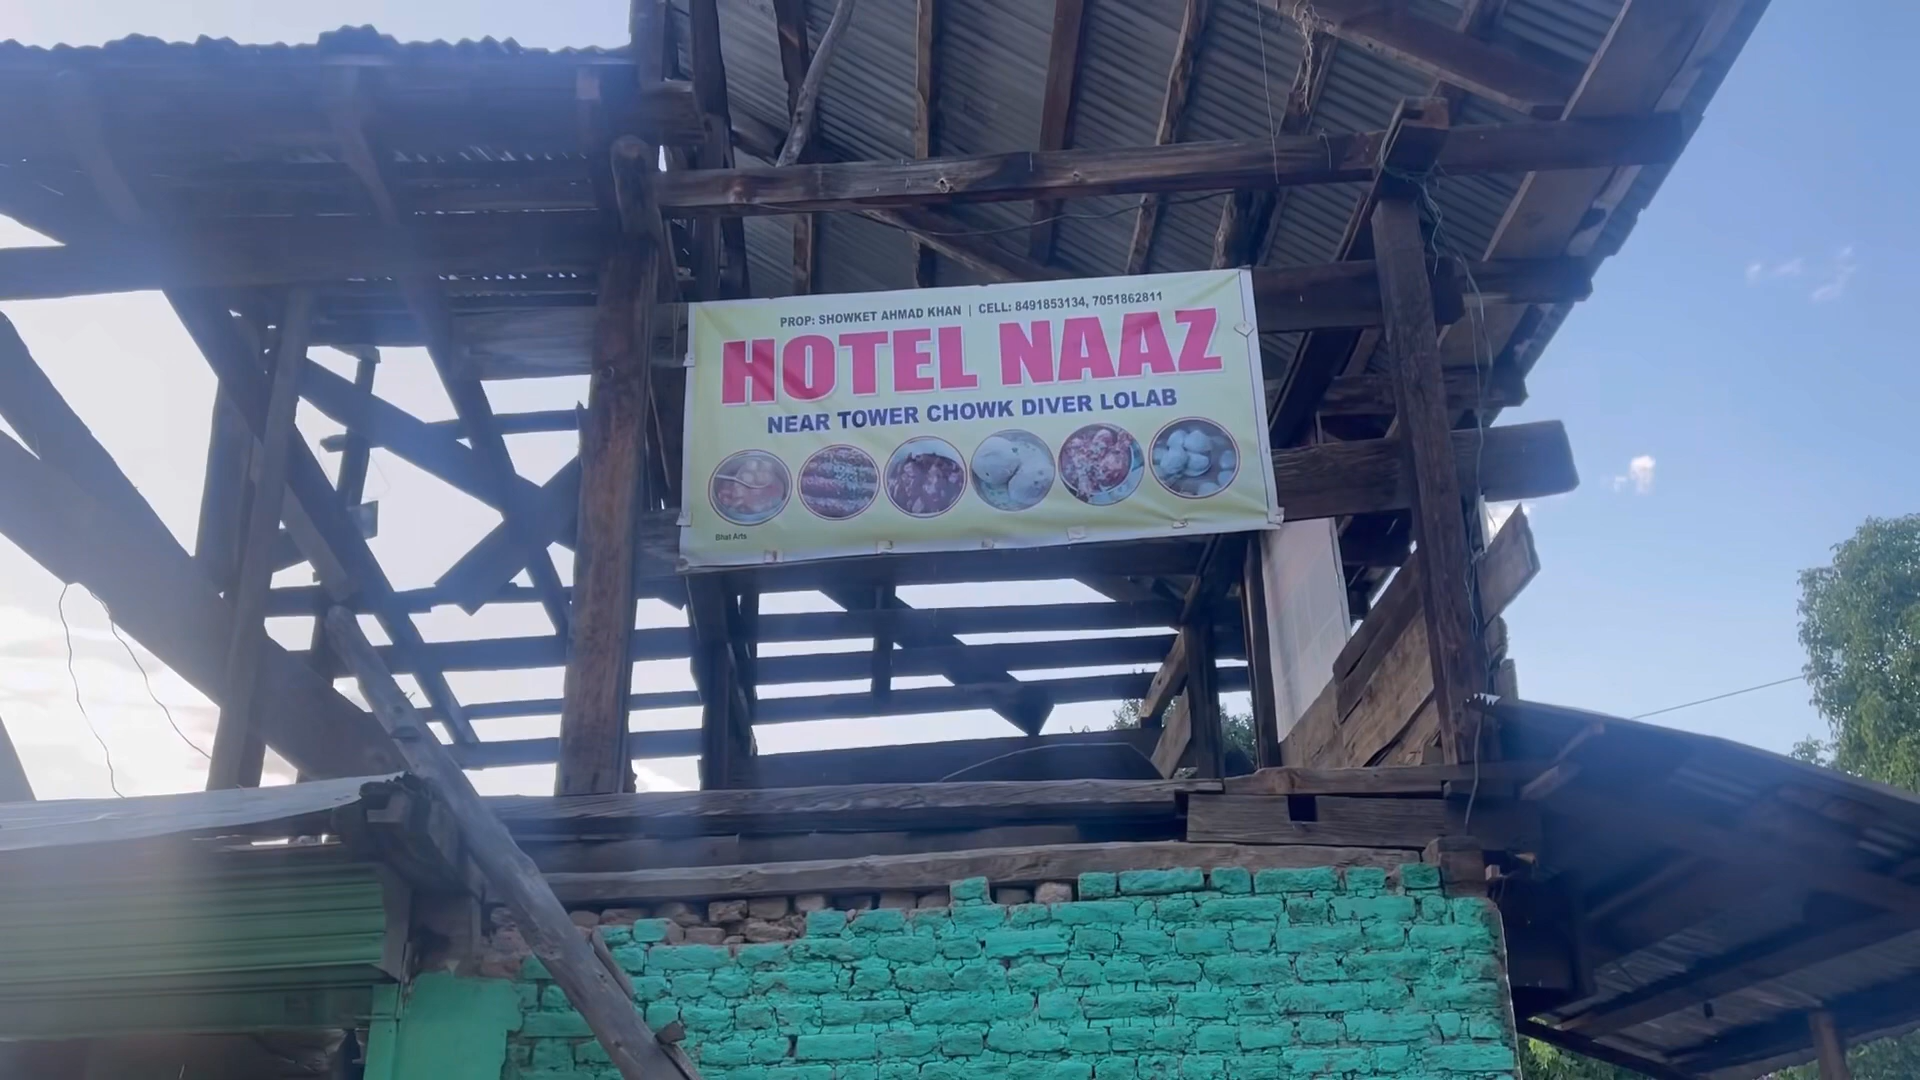 PROP: SHOWKET AHMAD KHAN | CELL: 8491853134, 7051862811
HOTEL NAAZ
NEAR TOWER CHOWK DIVER LOLAB
Bhat Arts